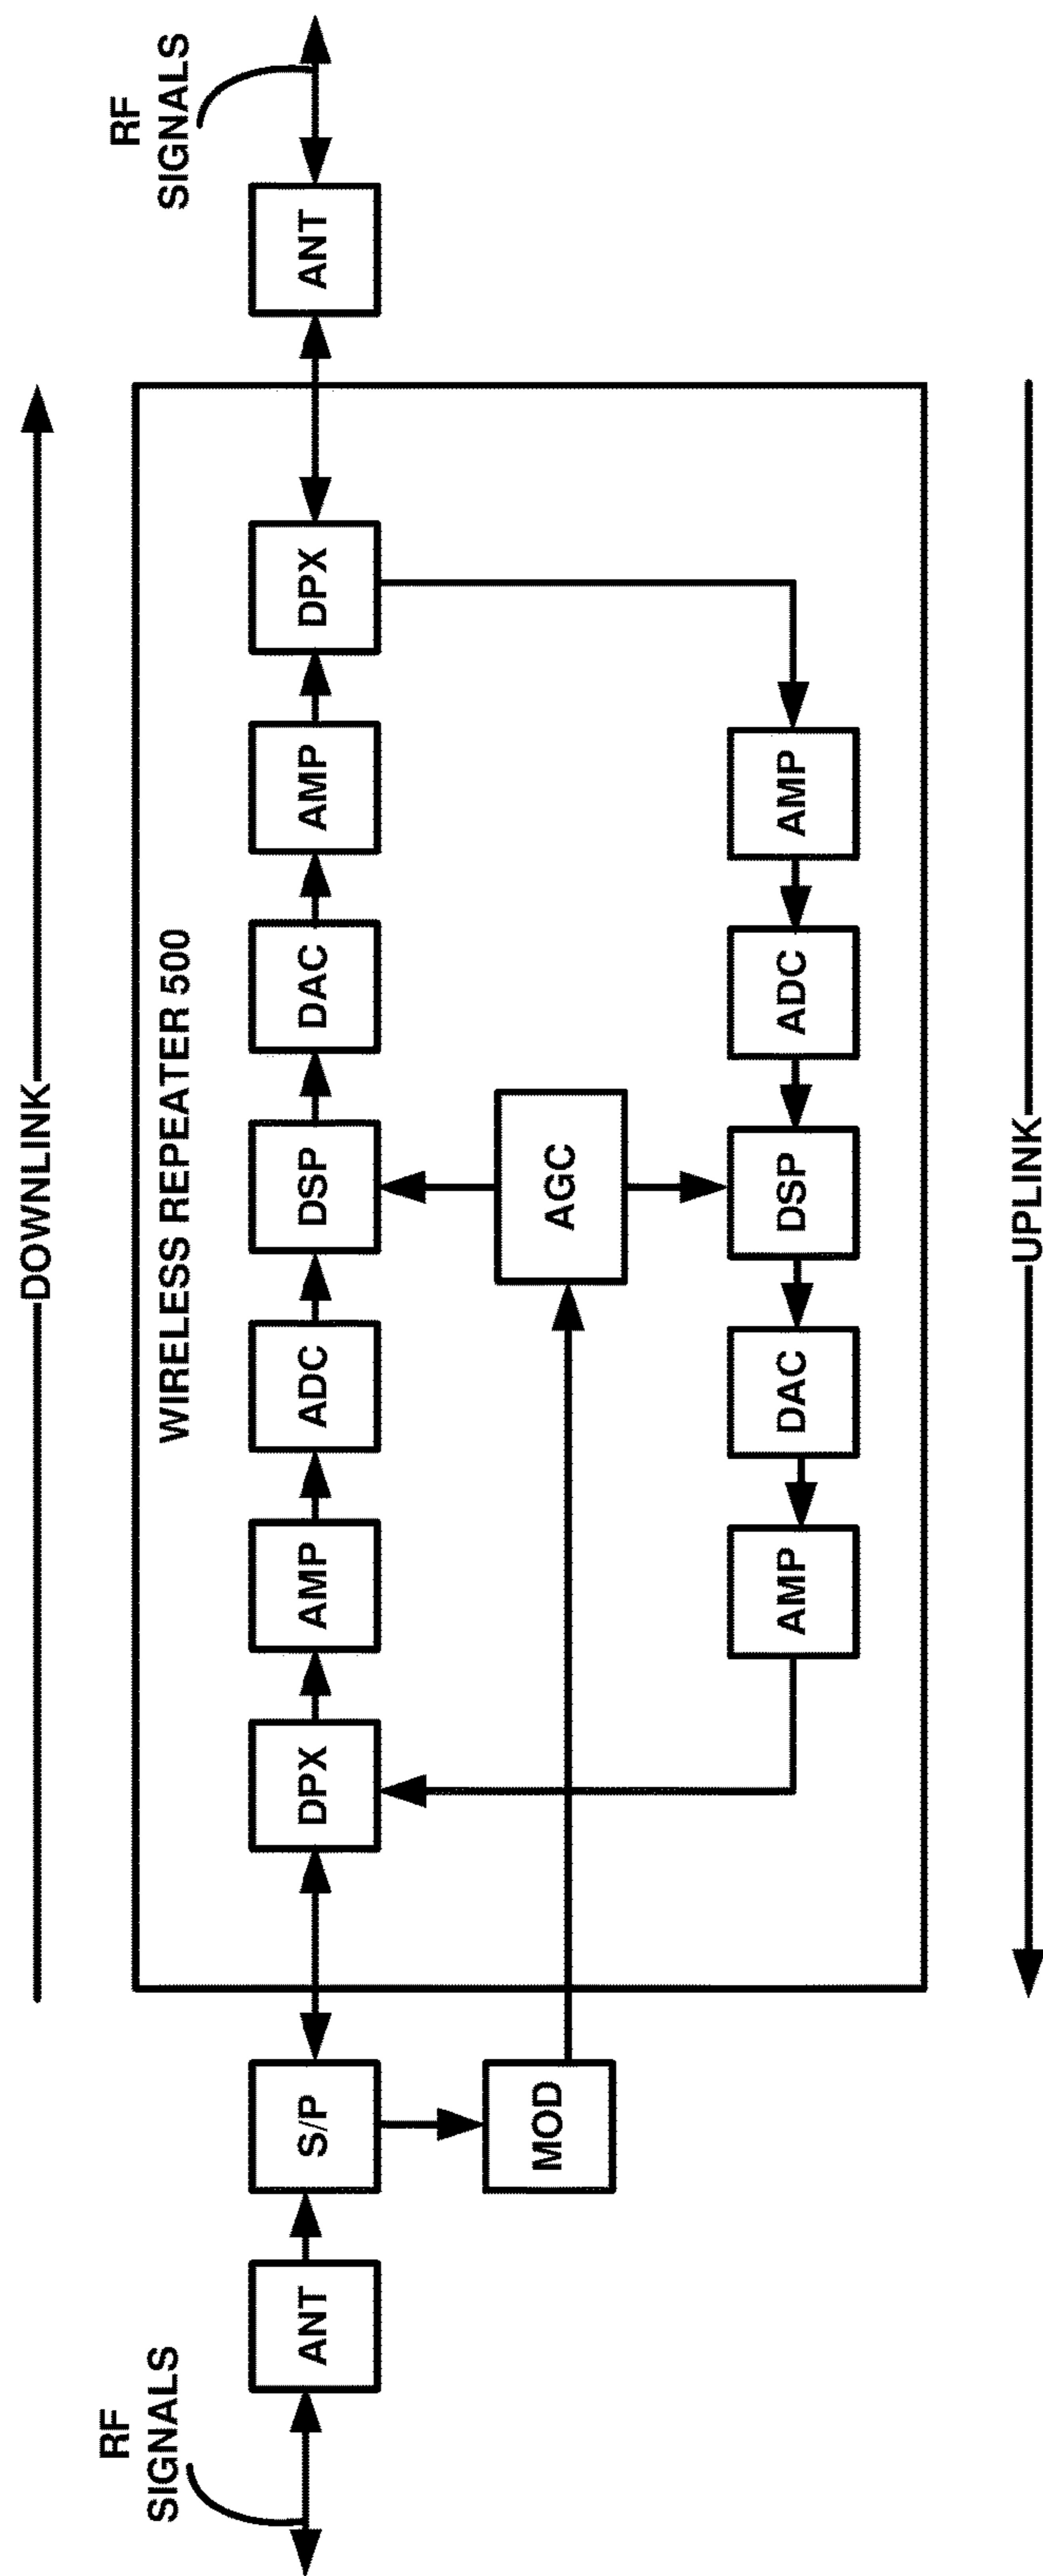 DOWNLINK
WIRELESS REPEATER 500
RF
SIGNALS
RF
SIGNALS
ANT
S/P
DPX
AMP
ADC
DSP
DAC
AMP
DPX
ANT
MOD
AGC
AMP
DAC
DSP
ADC
AMP
UPLINK